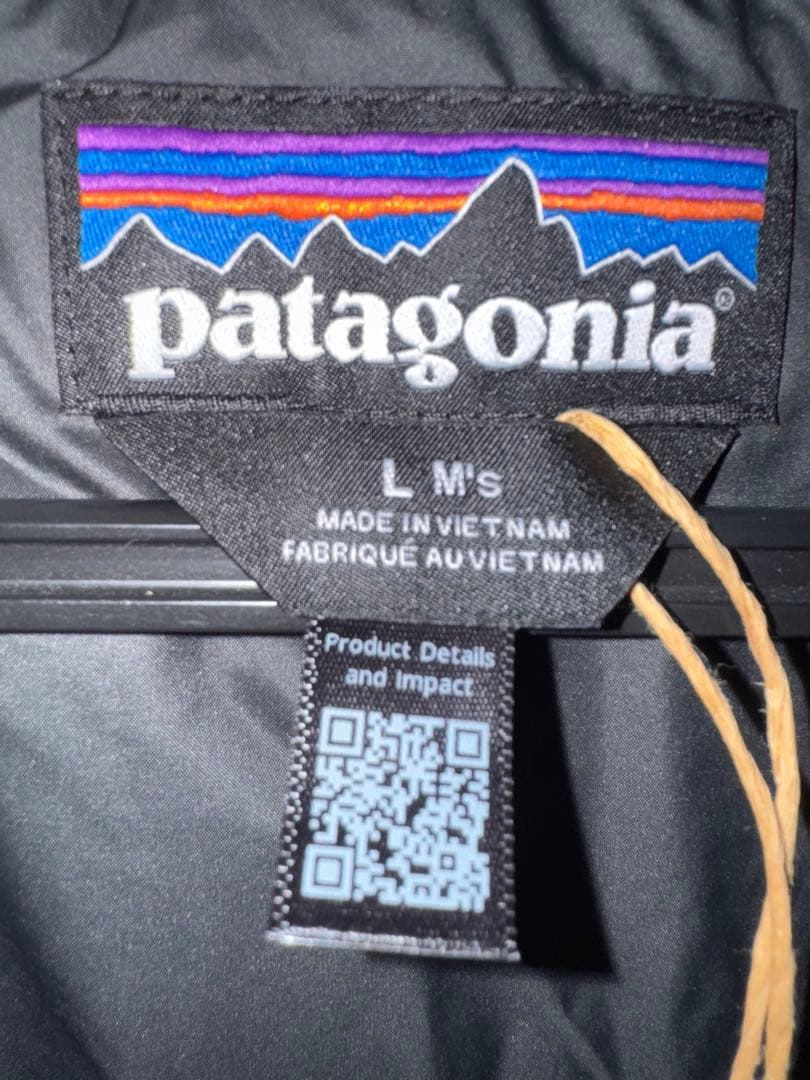 patagonia®
L M's
MADE IN VIETNAM
FABRIQUÉ AU VIETNAM
Product Details
and Impact